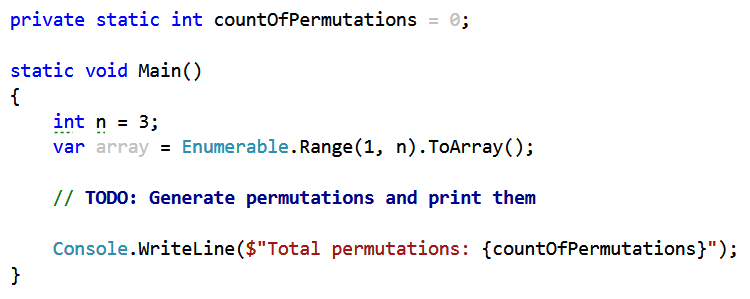 private static int countOfPermutations = 0;
static void Main()
{
int n = 3;
var array = Enumerable.Range(1, n).ToArray();
// TODO: Generate permutations and print them
Console.WriteLine($"Total permutations: {countOfPermutations}");
}